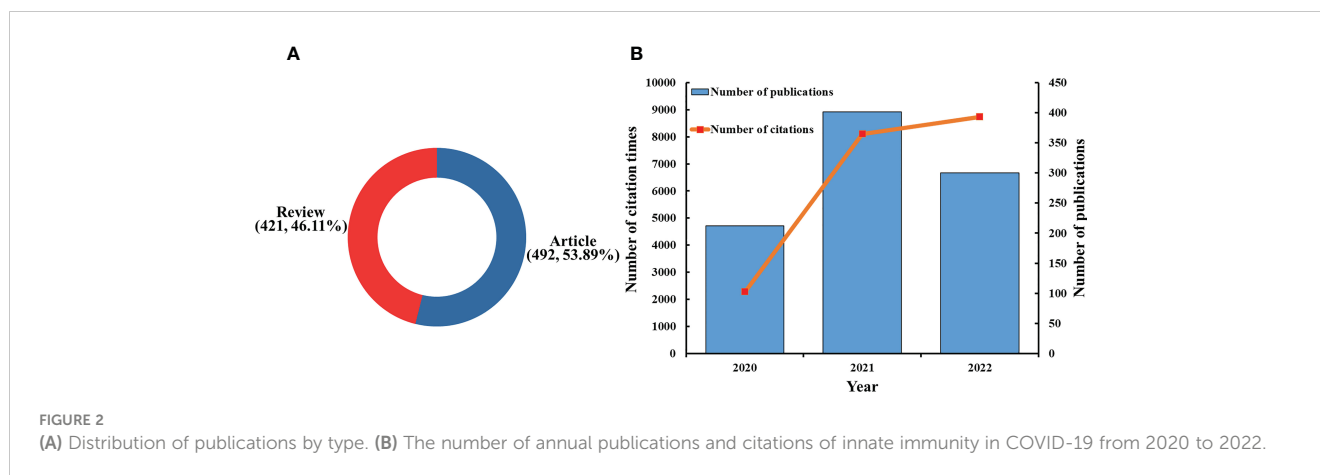 A
Review
(421, 46.11%)
Article
(492, 53.89%)
B
Number of citation times
10000
9000
8000
7000
6000
5000
4000
3000
2000
1000
0
Number of publications
Number of citations
450
400
350
300
250
200
150
100
50
0
Number of publications
2020
2021
2022
Year
FIGURE 2
(A) Distribution of publications by type. (B) The number of annual publications and citations of innate immunity in COVID-19 from 2020 to 2022.